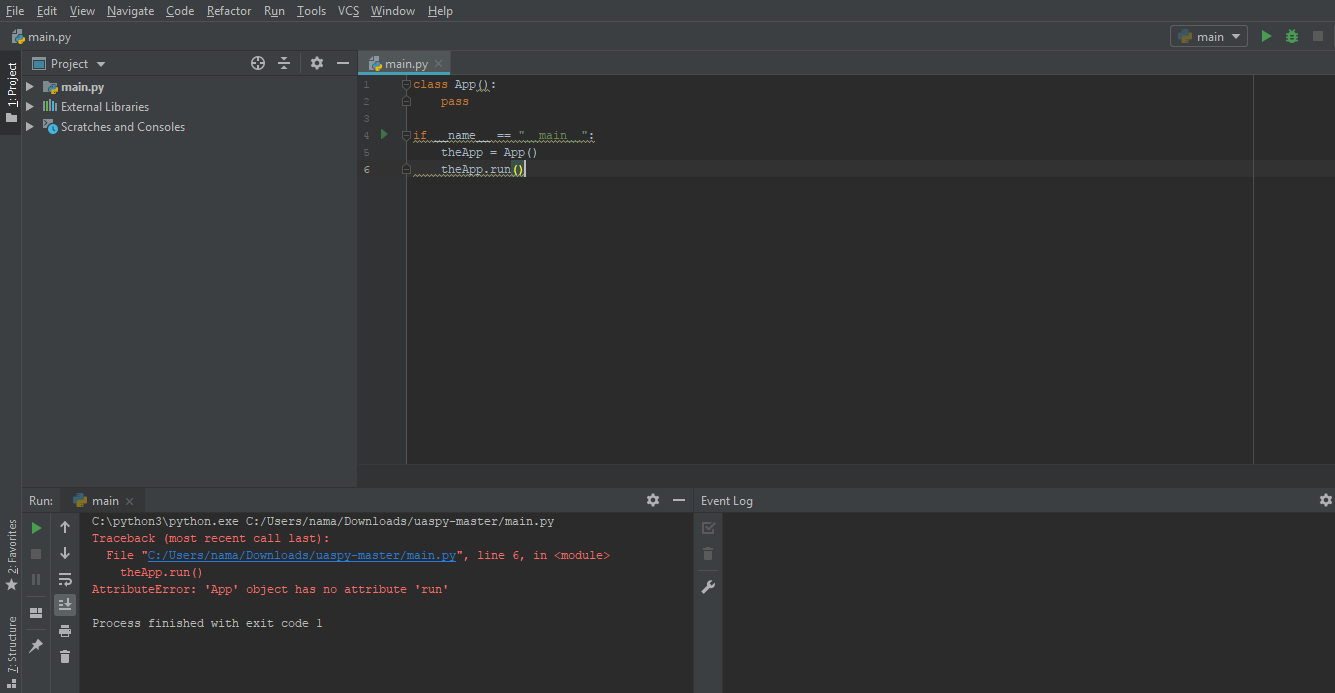 File Edit View Navigate Code Refactor Run Tools VCS Window Help
main.py
main
1: Project
Project
main.py
External Libraries
Scratches and Consoles
main.py
1 class App():
2 pass
3
4 if __name__ == "__main__":
5 theApp = App()
6 theApp.run()
2: Favorites
7: Structure
Run: main
C:\python3\python.exe C:/Users/nama/Downloads/uaspy-master/main.py
Traceback (most recent call last):
File "C:/Users/nama/Downloads/uaspy-master/main.py", line 6, in <module>
theApp.run()
AttributeError: 'App' object has no attribute 'run'
Process finished with exit code 1
Event Log